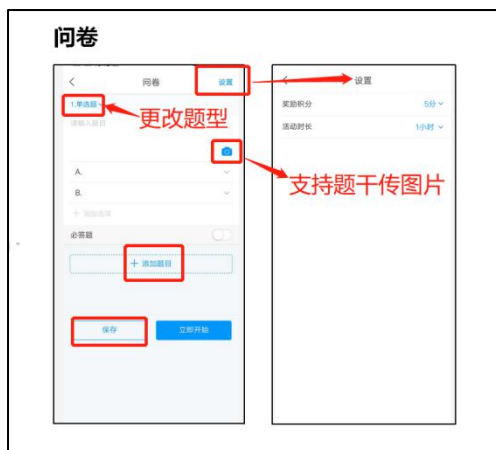 问卷
问卷
设置
1.单选题
更改题型
请输入题目
A.
B.
+ 添加选项
必答题
+ 添加题目
保存
立即开始
设置
奖励积分
5分
活动时长
1小时
支持题干传图片